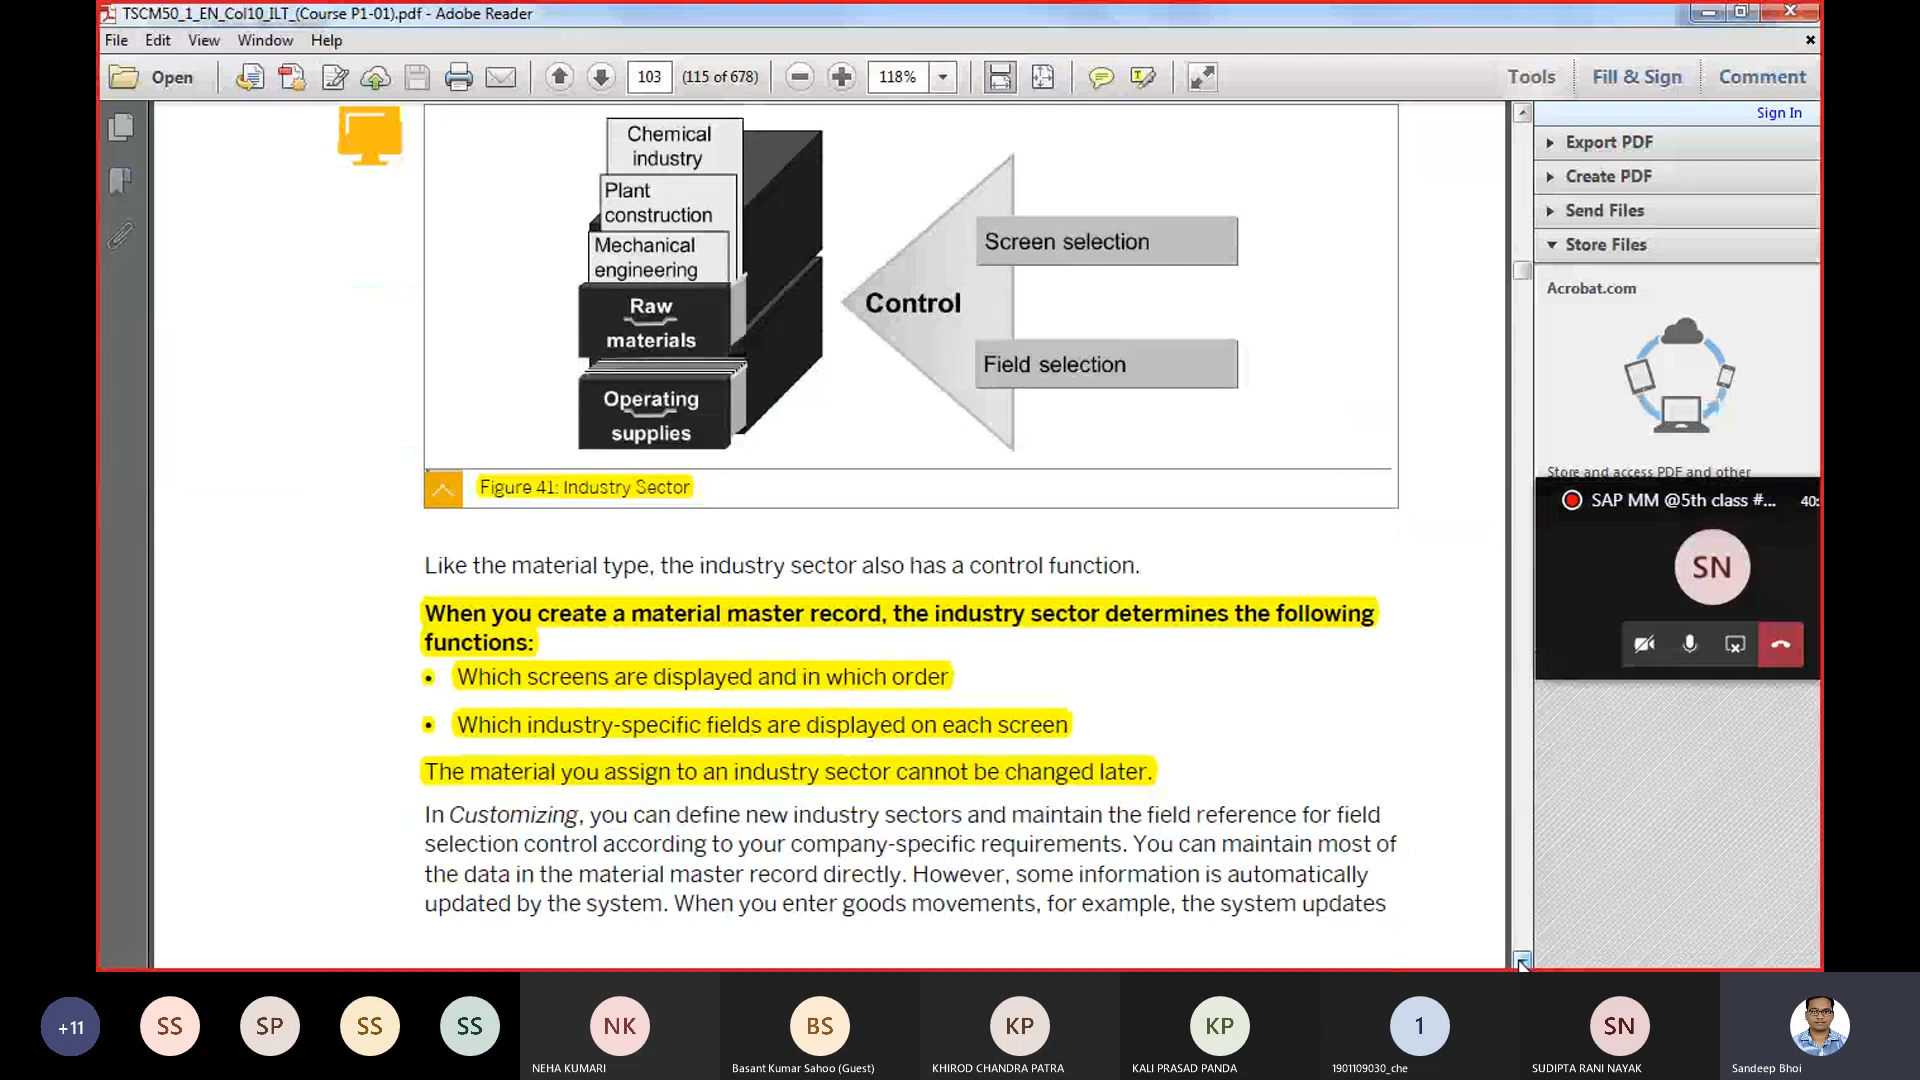 TSCM50_1_EN_Col10_ILT_(Course P1-01).pdf - Adobe Reader
File Edit View Window Help
Open 103 (115 of 678) 118% Tools Fill & Sign Comment
Sign In
Export PDF
Create PDF
Send Files
Store Files
Acrobat.com
Store and access PDF and other
Chemical
industry
Plant
construction
Mechanical
engineering
Raw
materials
Operating
supplies
Control
Screen selection
Field selection
Figure 41: Industry Sector
Like the material type, the industry sector also has a control function.
When you create a material master record, the industry sector determines the following
functions:
• Which screens are displayed and in which order
• Which industry-specific fields are displayed on each screen
The material you assign to an industry sector cannot be changed later.
In Customizing, you can define new industry sectors and maintain the field reference for field
selection control according to your company-specific requirements. You can maintain most of
the data in the material master record directly. However, some information is automatically
updated by the system. When you enter goods movements, for example, the system updates
SAP MM @5th class #... 40:
SN
+11 SS SP SS SS NK BS KP KP 1 SN
NEHA KUMARI
Basant Kumar Sahoo (Guest)
KHIROD CHANDRA PATRA
KALI PRASAD PANDA
1901109030_che
SUDIPTA RANI NAYAK
Sandeep Bhoi